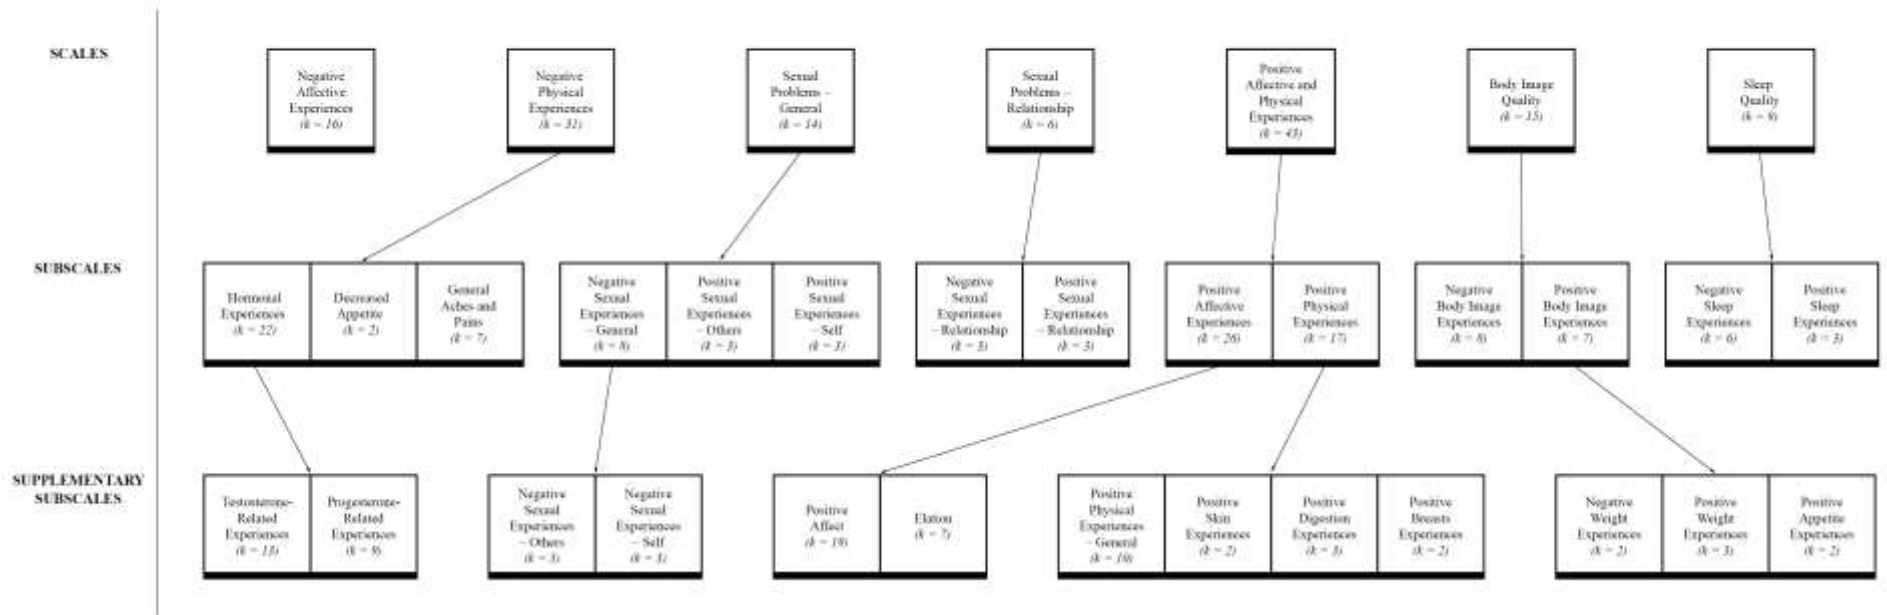 SCALES
Negative
Affective
Experiences
(k = 16)
Negative
Physical
Experiences
(k = 31)
Sexual
Problems –
General
(k = 14)
Sexual
Problems –
Relationship
(k = 6)
Positive
Affective and
Physical
Experiences
(k = 43)
Body Image
Quality
(k = 15)
Sleep
Quality
(k = 9)
SUBSCALES
Hormonal
Experiences
(k = 22)
Decreased
Appetite
(k = 2)
General
Aches and
Pains
(k = 7)
Negative
Sexual
Experiences
– General
(k = 8)
Positive
Sexual
Experiences
– Others
(k = 3)
Positive
Sexual
Experiences
– Self
(k = 3)
Negative
Sexual
Experiences
– Relationship
(k = 3)
Positive
Sexual
Experiences
– Relationship
(k = 3)
Positive
Affective
Experiences
(k = 26)
Positive
Physical
Experiences
(k = 17)
Negative
Body Image
Experiences
(k = 8)
Positive
Body Image
Experiences
(k = 7)
Negative
Sleep
Experiences
(k = 6)
Positive
Sleep
Experiences
(k = 3)
SUPPLEMENTARY
SUBSCALES
Testosterone-
Related
Experiences
(k = 13)
Progesterone-
Related
Experiences
(k = 9)
Negative
Sexual
Experiences
– Others
Negative
Sexual
Experiences
– Self
Positive
Affect
(k = 19)
Elation
(k = 7)
Positive
Physical
Experiences
– General
(k = 10)
Positive
Skin
Experiences
(k = 2)
Positive
Digestion
Experiences
(k = 3)
Positive
Breasts
Experiences
(k = 2)
Negative
Weight
Experiences
(k = 2)
Positive
Weight
Experiences
(k = 3)
Positive
Appetite
Experiences
(k = 2)